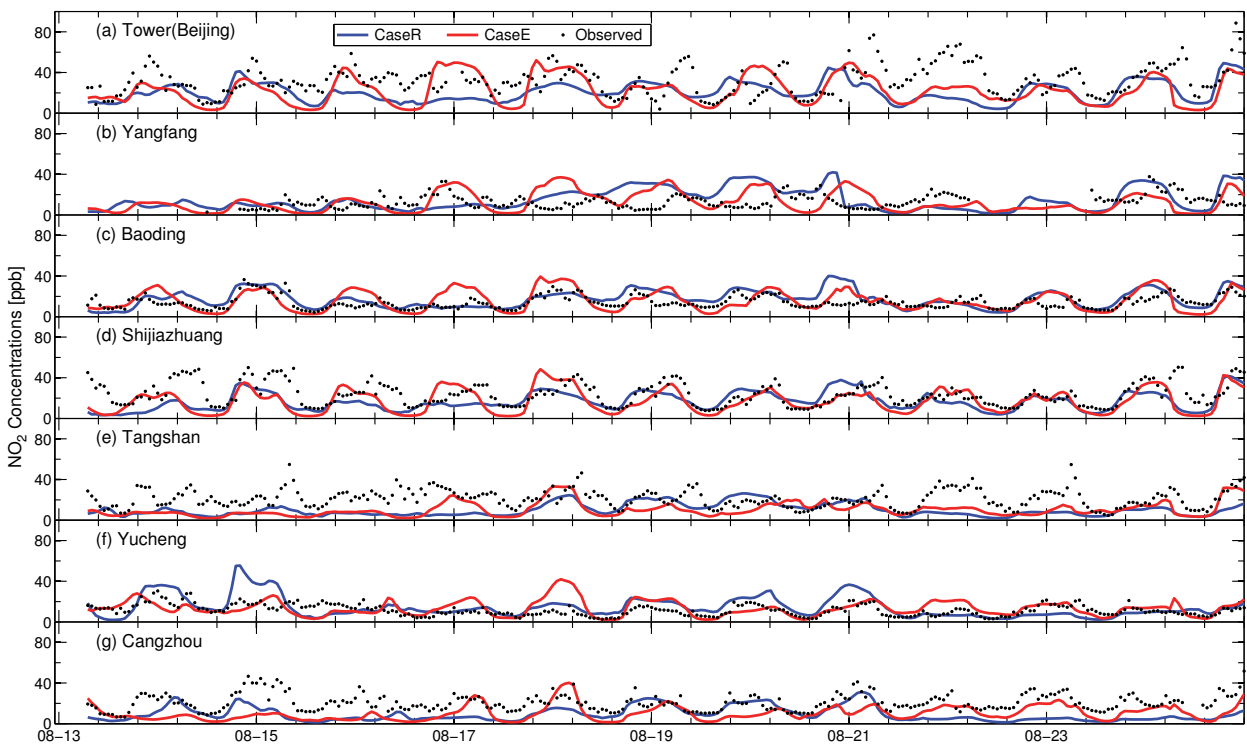 80
40
0
(a) Tower(Beijing)
CaseR
CaseE
Observed
80
40
0
(b) Yangfang
80
40
0
(c) Baoding
80
40
0
(d) Shijiazhuang
80
40
0
(e) Tangshan
80
40
0
(f) Yucheng
80
40
0
(g) Cangzhou
NO2 Concentrations [ppb]
08−13
08−15
08−17
08−19
08−21
08−23